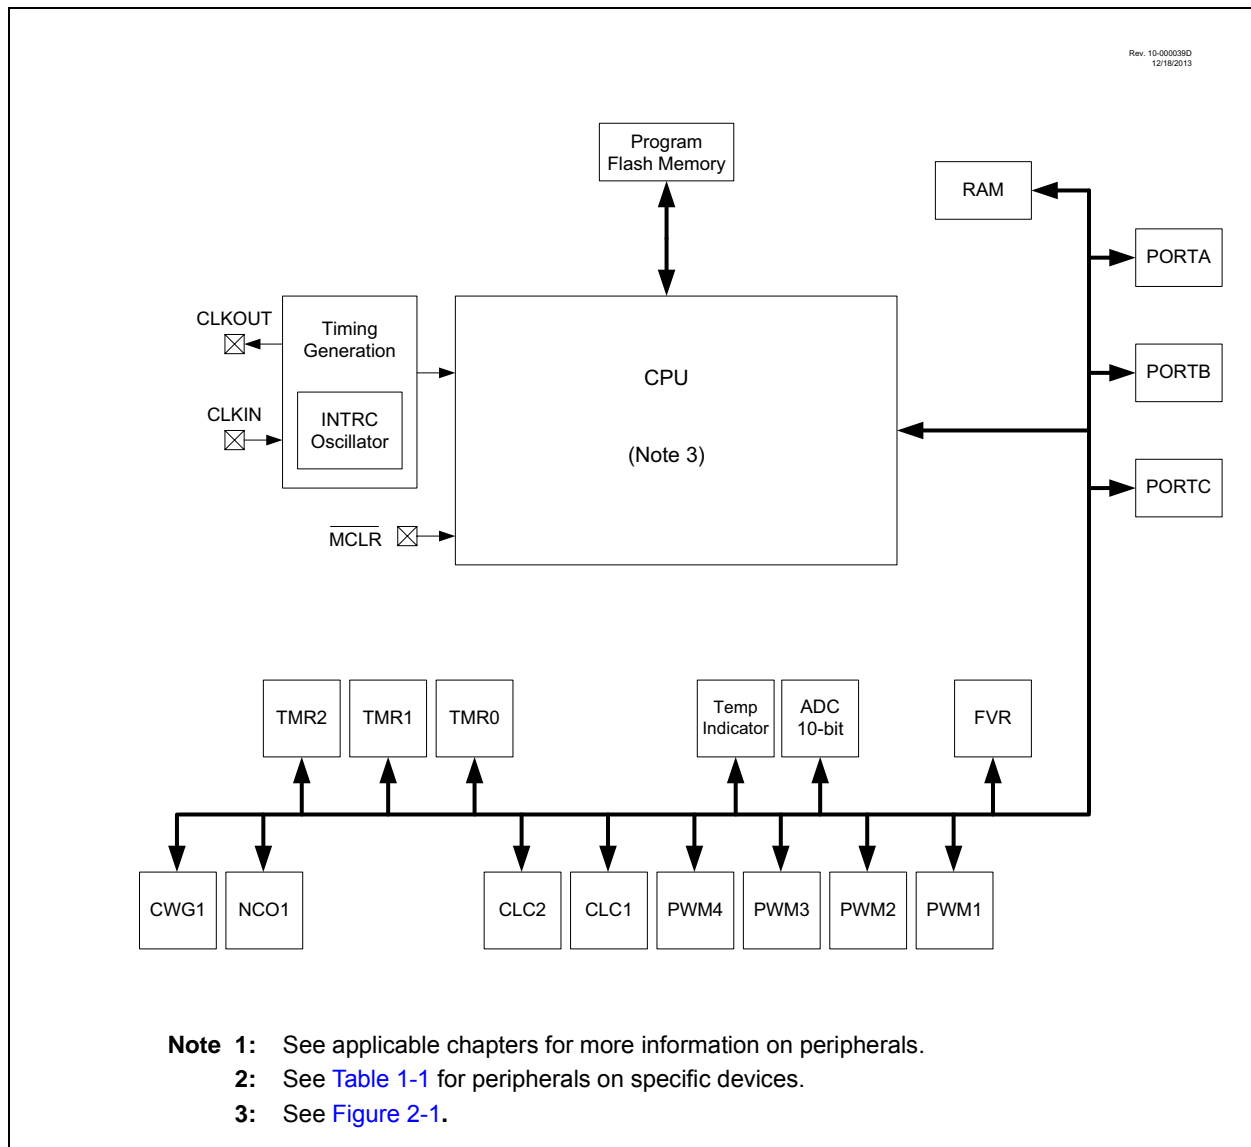 Rev. 10-000039D
12/18/2013
Program
Flash Memory
RAM
PORTA
CLKOUT
Timing
Generation
CPU
PORTB
CLKIN
INTRC
Oscillator
(Note 3)
PORTC
MCLR
TMR2
TMR1
TMR0
Temp
Indicator
ADC
10-bit
FVR
CWG1
NCO1
CLC2
CLC1
PWM4
PWM3
PWM2
PWM1
Note 1: See applicable chapters for more information on peripherals.
2: See Table 1-1 for peripherals on specific devices.
3: See Figure 2-1.